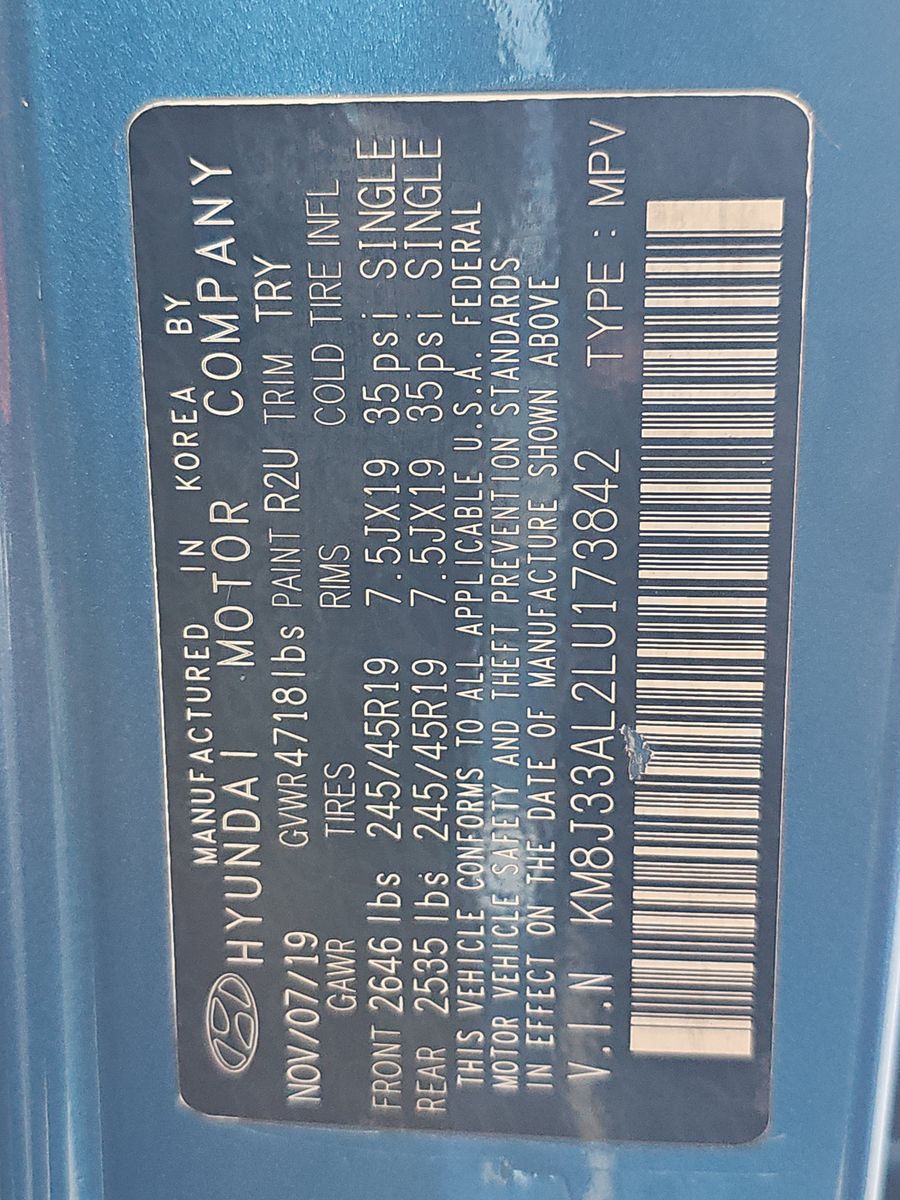 MANUFACTURED IN KOREA BY
HYUNDAI MOTOR COMPANY
NOV/07/19 GVWR 4718 lbs PAINT R2U TRIM TRY
GAWR TIRES RIMS COLD TIRE INFL
FRONT 2646 lbs 245/45R19 7.5JX19 35psi SINGLE
REAR 2535 lbs 245/45R19 7.5JX19 35psi SINGLE
THIS VEHICLE CONFORMS TO ALL APPLICABLE U.S.A. FEDERAL
MOTOR VEHICLE SAFETY AND THEFT PREVENTION STANDARDS
IN EFFECT ON THE DATE OF MANUFACTURE SHOWN ABOVE
V.I.N KM8J33AL2LU173842 TYPE : MPV